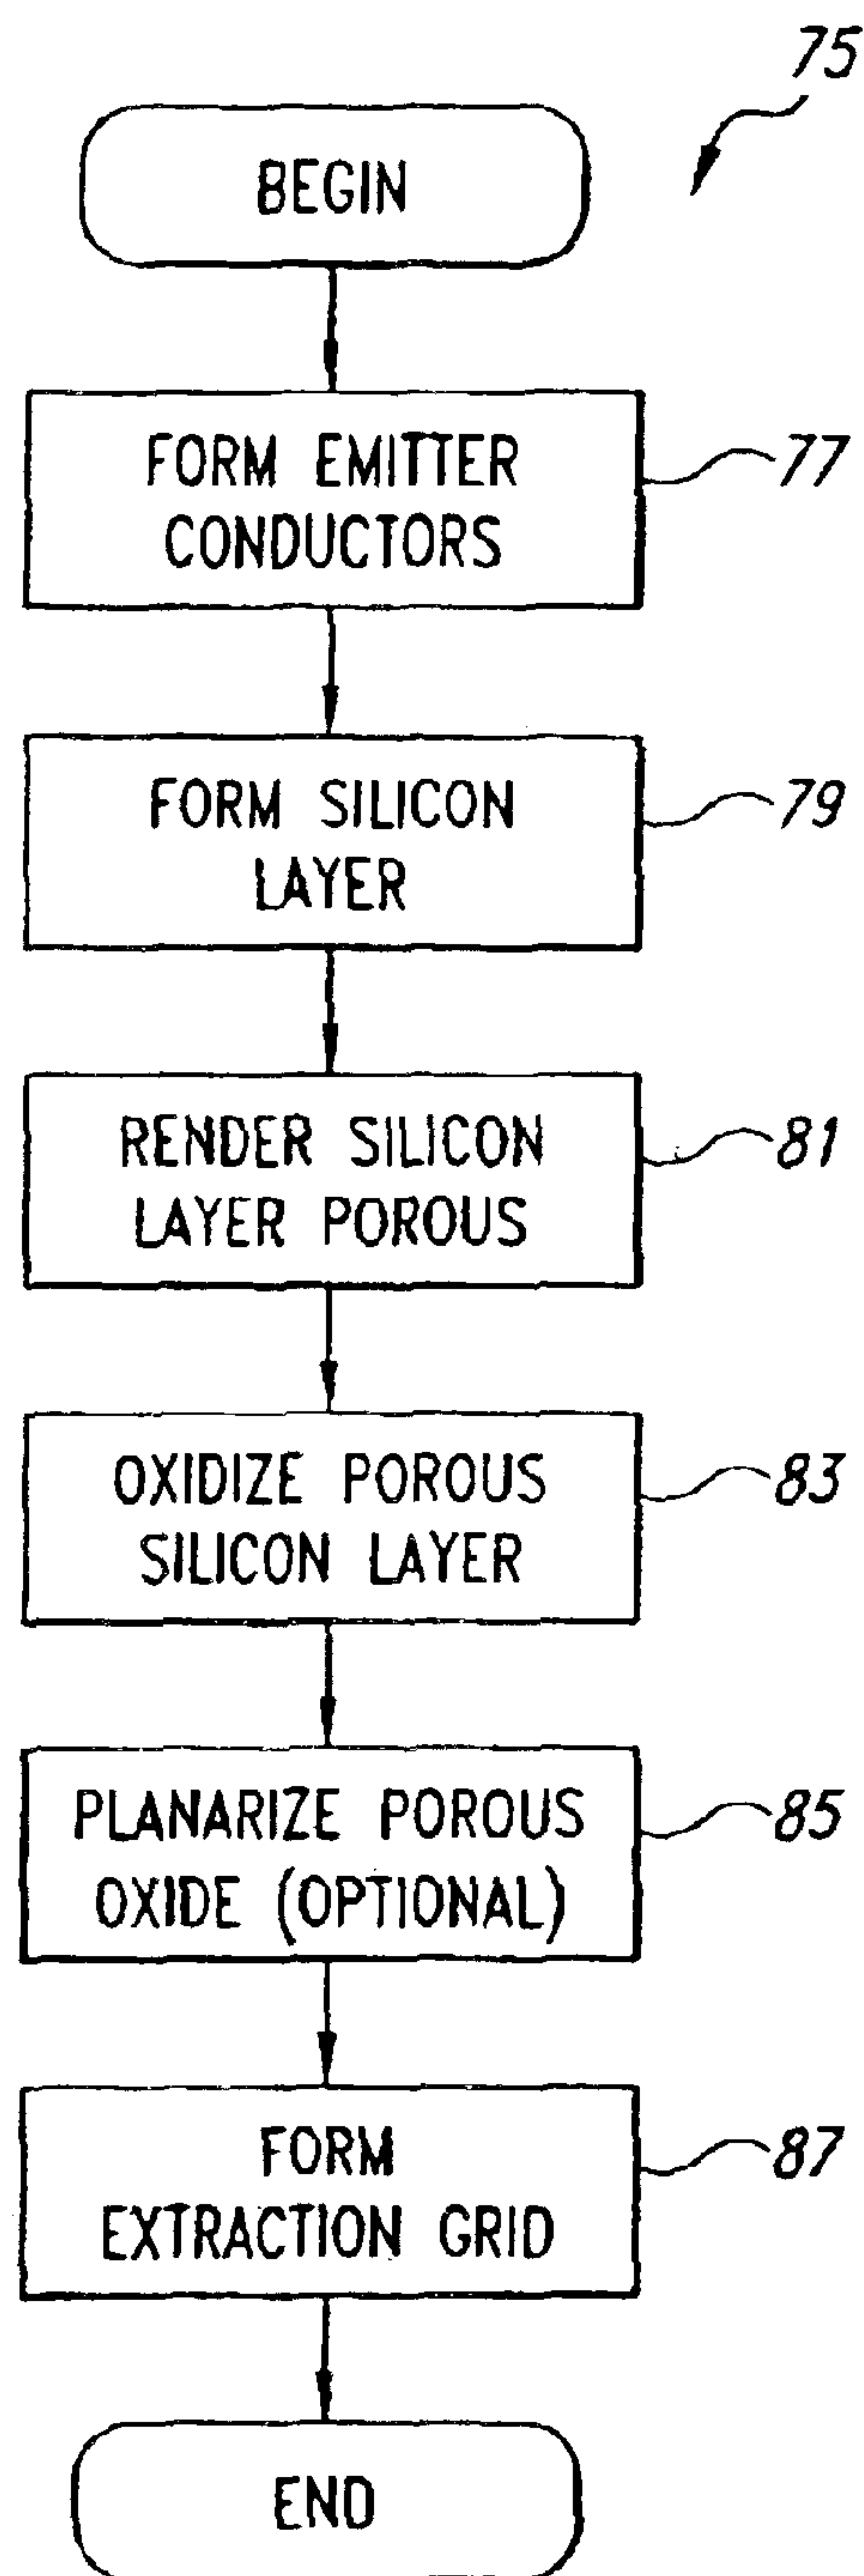 75
BEGIN
FORM EMITTER
CONDUCTORS
77
FORM SILICON
LAYER
79
RENDER SILICON
LAYER POROUS
81
OXIDIZE POROUS
SILICON LAYER
83
PLANARIZE POROUS
OXIDE (OPTIONAL)
85
FORM
EXTRACTION GRID
87
END